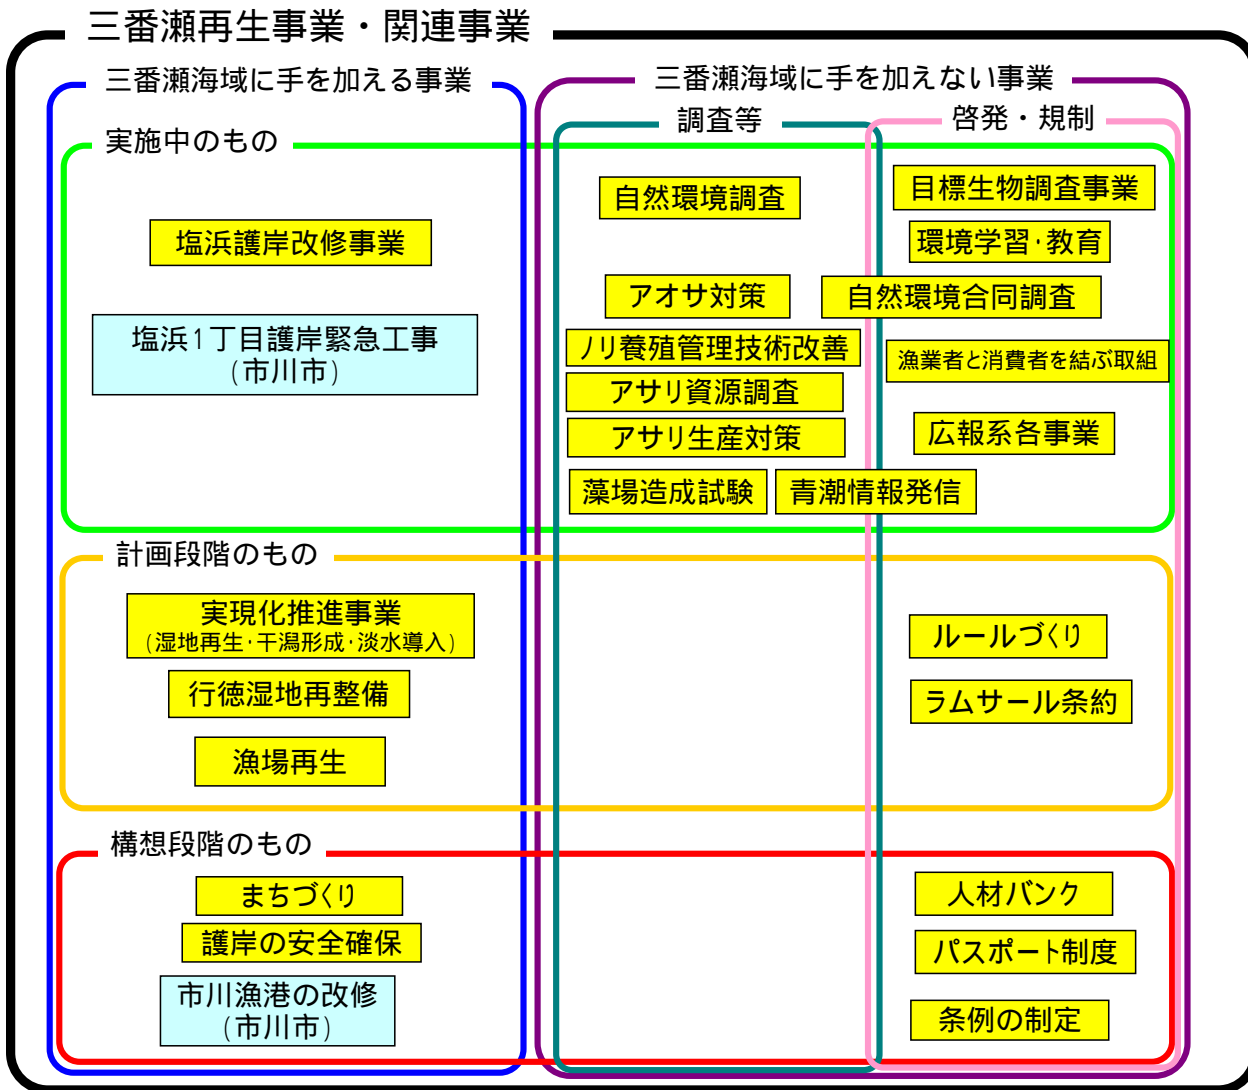 三番瀬再生事業・関連事業
三番瀬海域に手を加える事業
三番瀬海域に手を加えない事業
調査等
啓発・規制
実施中のもの
塩浜護岸改修事業
塩浜1丁目護岸緊急工事
(市川市)
自然環境調査
アオサ対策
ノリ養殖管理技術改善
アサリ資源調査
アサリ生産対策
藻場造成試験
青潮情報発信
目標生物調査事業
環境学習・教育
自然環境合同調査
漁業者と消費者を結ぶ取組
広報系各事業
計画段階のもの
実現化推進事業
(湿地再生・干潟形成・淡水導入)
行徳湿地再整備
漁場再生
ルールづくり
ラムサール条約
構想段階のもの
まちづくり
護岸の安全確保
市川漁港の改修
(市川市)
人材バンク
パスポート制度
条例の制定